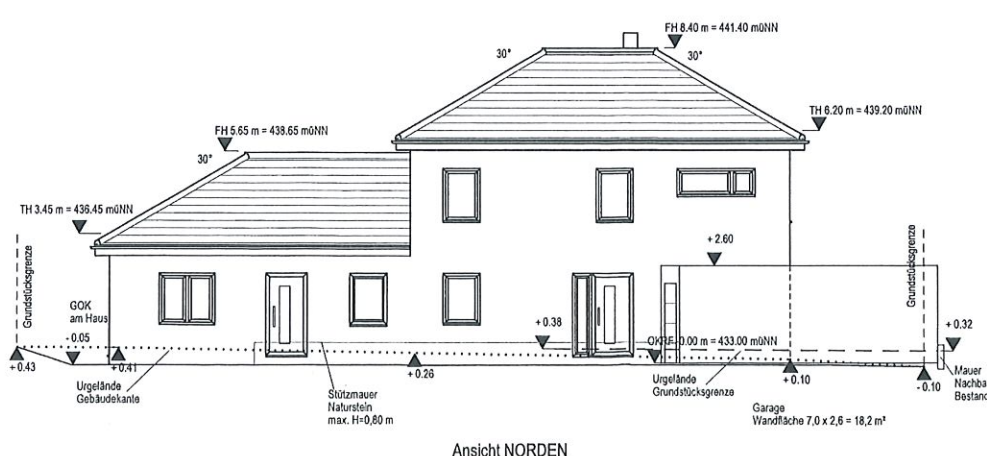 FH 8.40 m = 441.40 müNN
30°
30°
TH 6.20 m = 439.20 müNN
FH 5.65 m = 438.65 müNN
30°
TH 3.45 m = 436.45 müNN
Grundstücksgrenze
Grundstücksgrenze
+ 2.60
GOK
am Haus
- 0.05
+ 0.43
+ 0.41
+ 0.38
+ 0.32
OKRF 0.00 m = 433.00 müNN
+ 0.26
+ 0.10
- 0.10
Urgelände
Gebäudekante
Stützmauer
Naturstein
max. H=0,80 m
Urgelände
Grundstücksgrenze
Mauer
Nachba
Bestand
Garage
Wandfläche 7,0 x 2,6 = 18,2 m²
Ansicht NORDEN